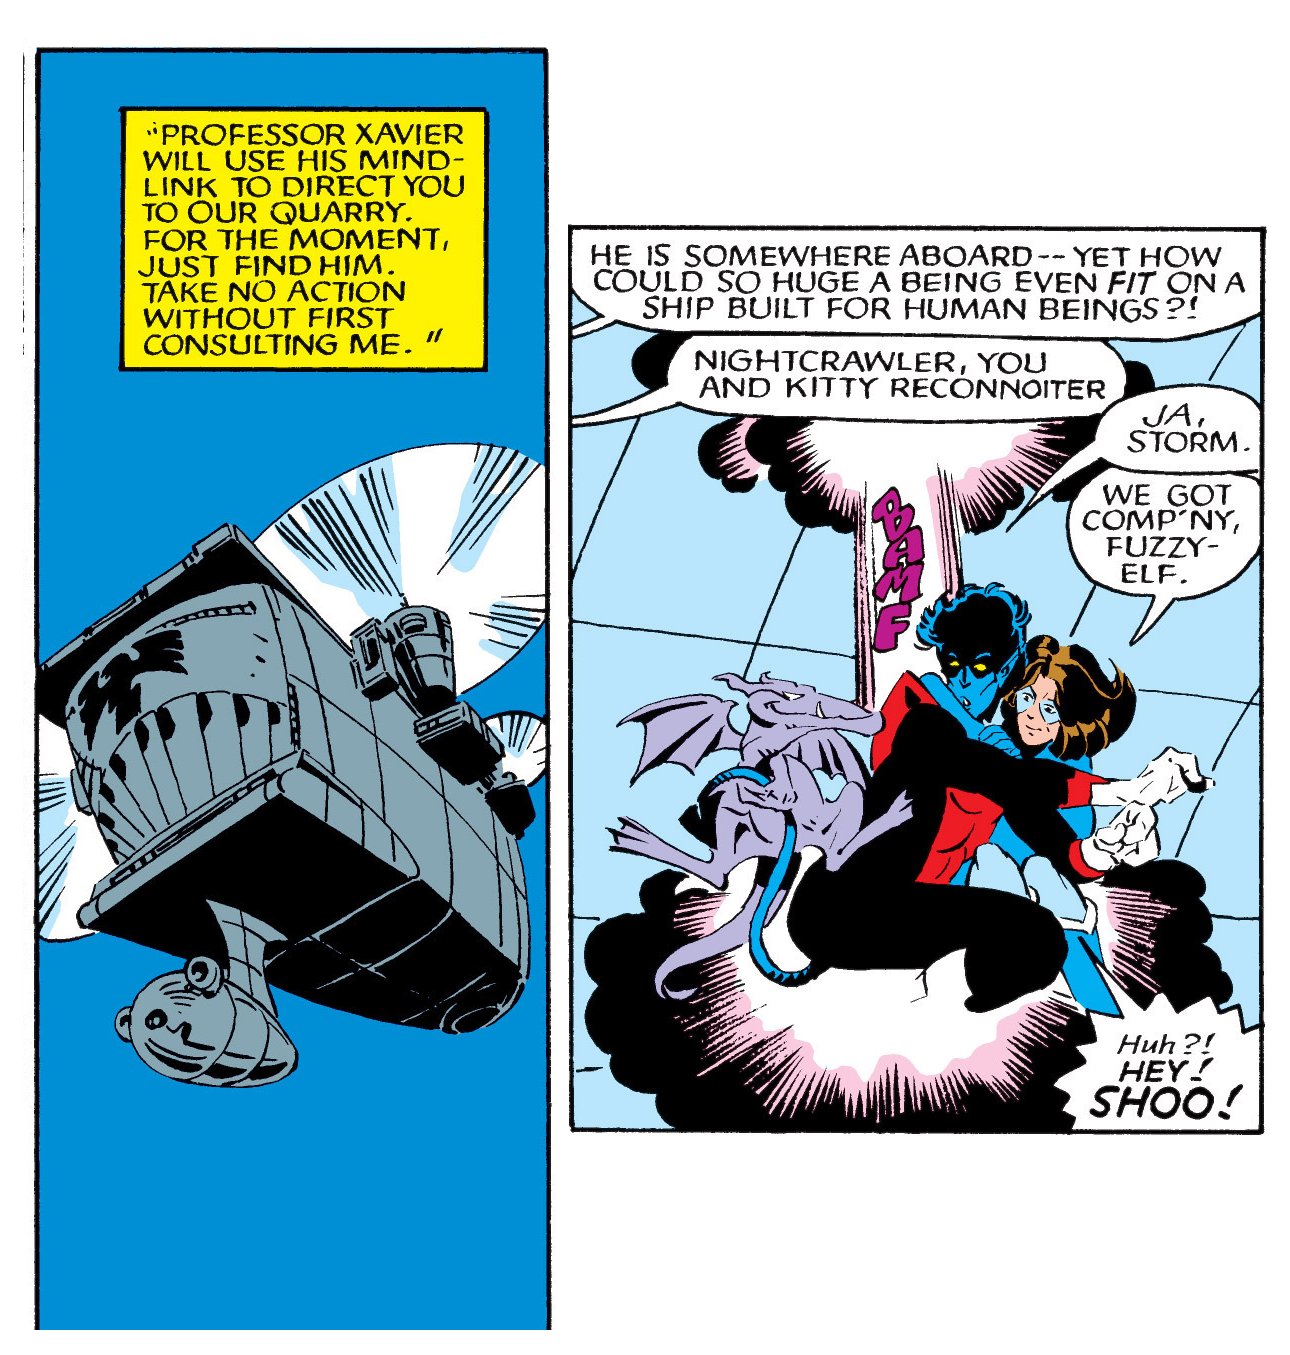 "PROFESSOR XAVIER
WILL USE HIS MIND-
LINK TO DIRECT YOU
TO OUR QUARRY.
FOR THE MOMENT,
JUST FIND HIM.
TAKE NO ACTION
WITHOUT FIRST
CONSULTING ME. "
HE IS SOMEWHERE ABOARD -- YET HOW
COULD SO HUGE A BEING EVEN FIT ON A
SHIP BUILT FOR HUMAN BEINGS?!
NIGHTCRAWLER, YOU
AND KITTY RECONNOITER
JA,
STORM.
WE GOT
COMP'NY,
FUZZY-
ELF.
BAMF
Huh?!
HEY!
SHOO!